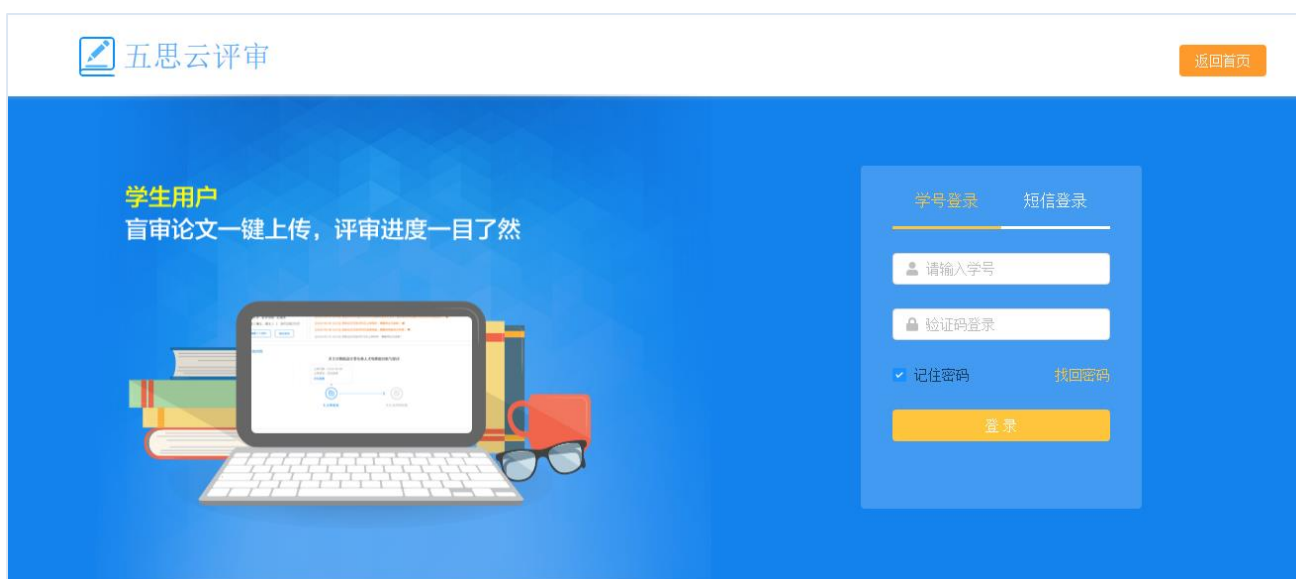 五思云评审
返回首页
学生用户
盲审论文一键上传，评审进度一目了然
学号登录 短信登录
请输入学号
验证码登录
记住密码 找回密码
登录